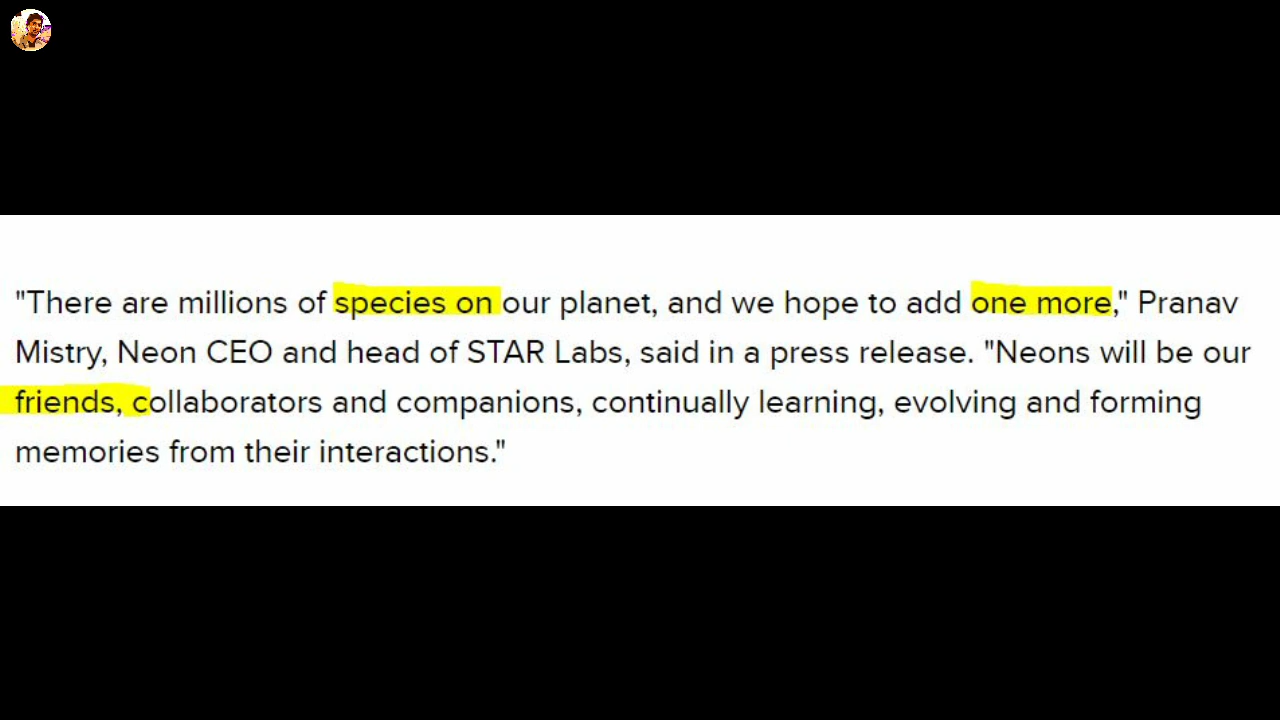 "There are millions of species on our planet, and we hope to add one more," Pranav
Mistry, Neon CEO and head of STAR Labs, said in a press release. "Neons will be our
friends, collaborators and companions, continually learning, evolving and forming
memories from their interactions."